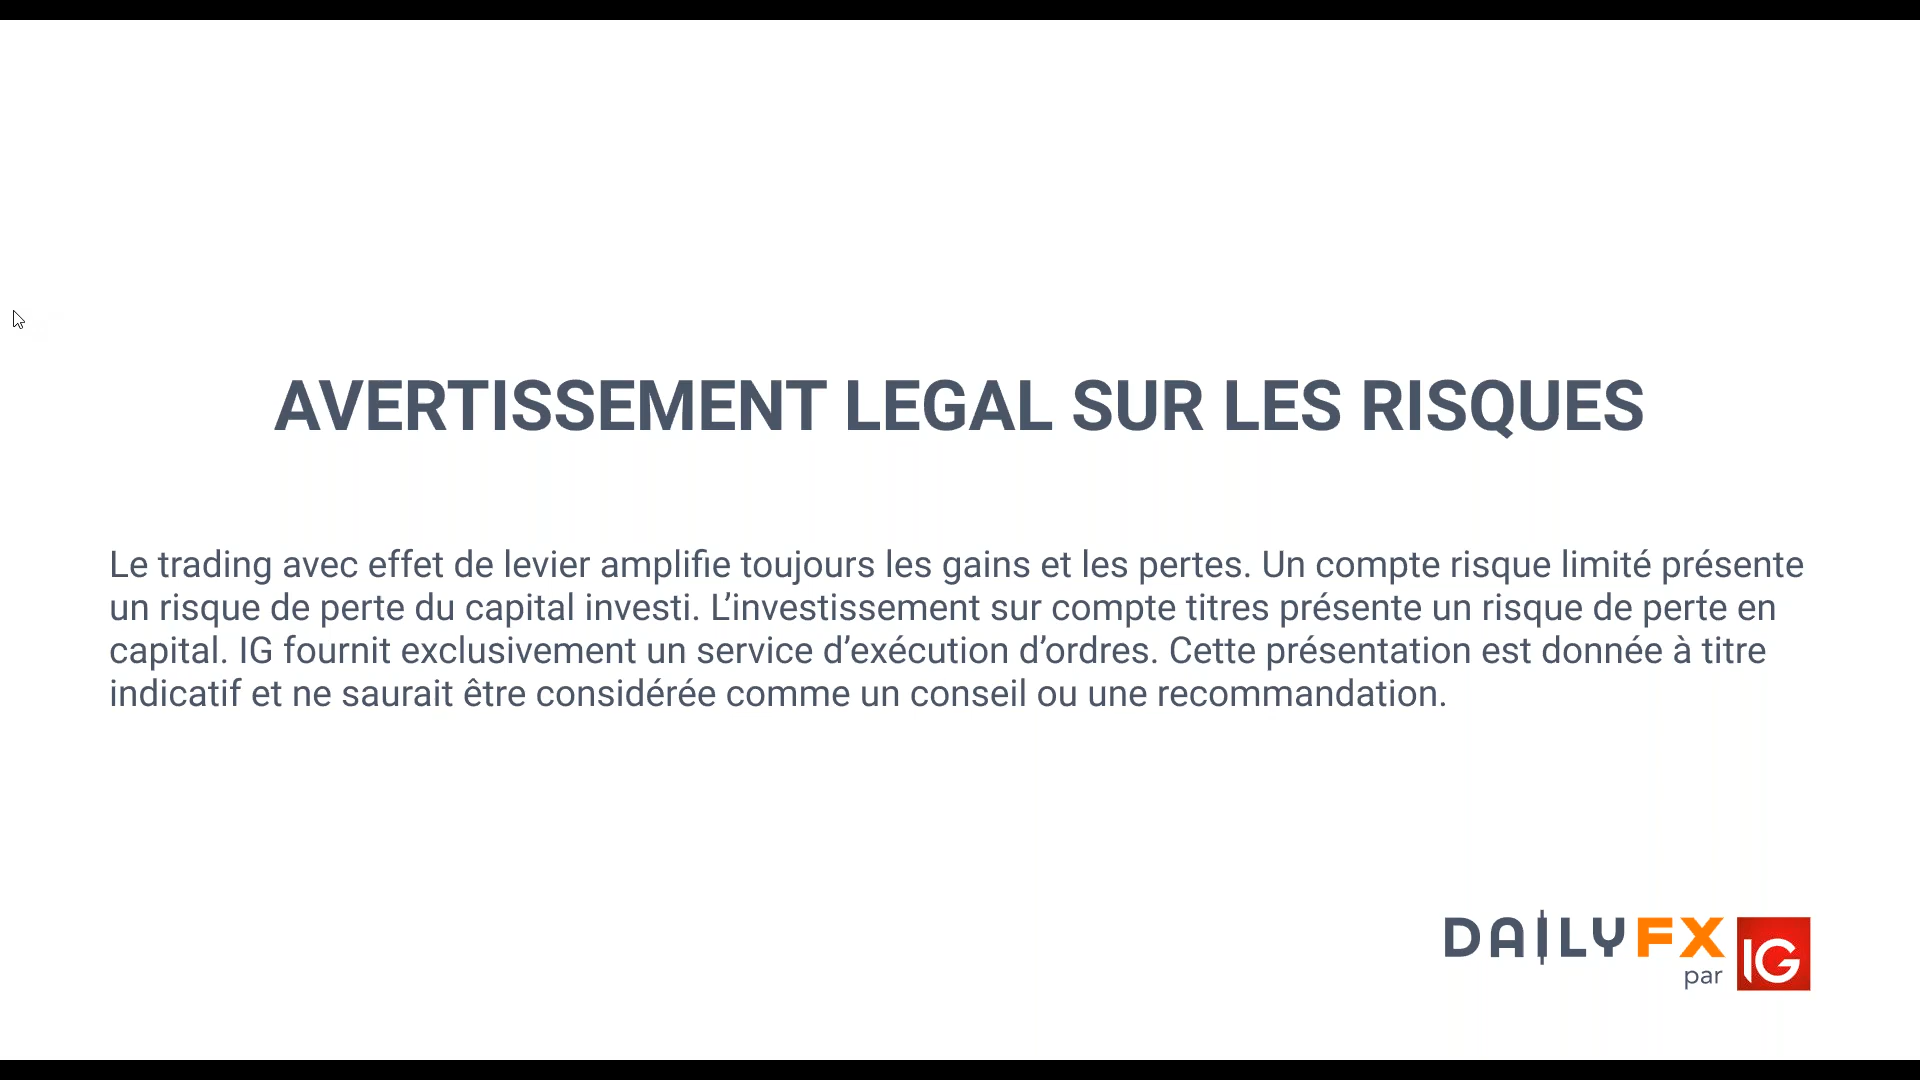 AVERTISSEMENT LEGAL SUR LES RISQUES
Le trading avec effet de levier amplifie toujours les gains et les pertes. Un compte risque limité présente
un risque de perte du capital investi. L’investissement sur compte titres présente un risque de perte en
capital. IG fournit exclusivement un service d’exécution d’ordres. Cette présentation est donnée à titre
indicatif et ne saurait être considérée comme un conseil ou une recommandation.
DAILYFX
par IG